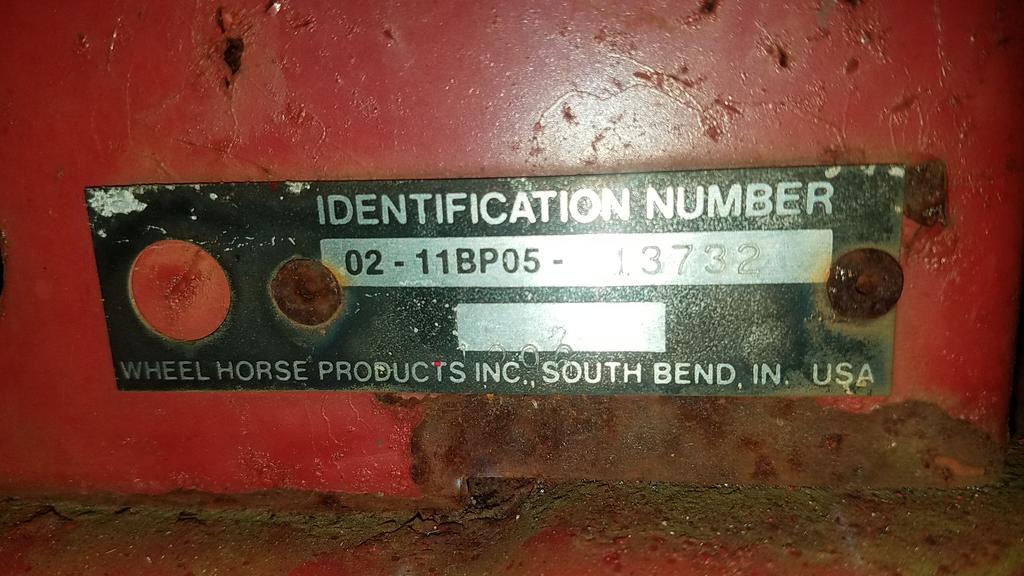 IDENTIFICATION NUMBER
02 - 11BP05 - 13732
WHEEL HORSE PRODUCTS INC., SOUTH BEND, IN. USA